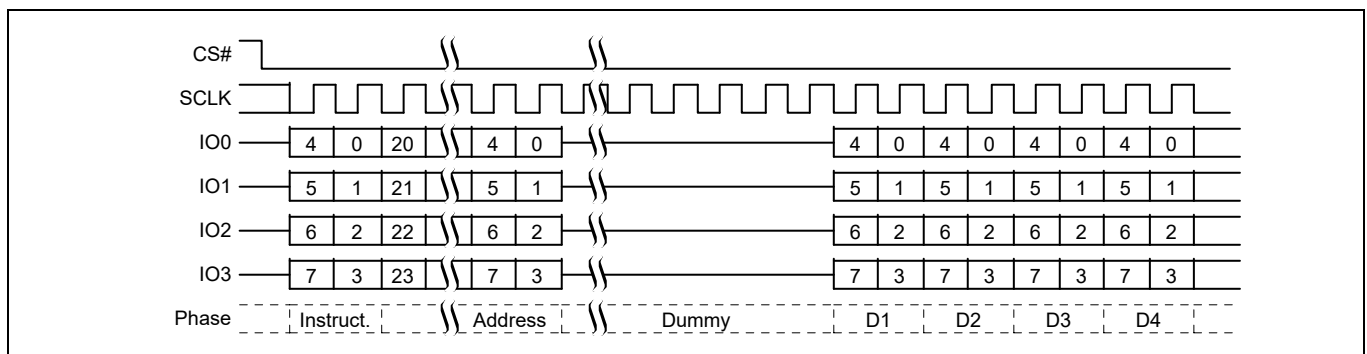 CS#
SCLK
IO0 4 0 20 4 0 4 0 4 0 4 0 4 0
IO1 5 1 21 5 1 5 1 5 1 5 1 5 1
IO2 6 2 22 6 2 6 2 6 2 6 2 6 2
IO3 7 3 23 7 3 7 3 7 3 7 3 7 3
Phase Instruct. Address Dummy D1 D2 D3 D4